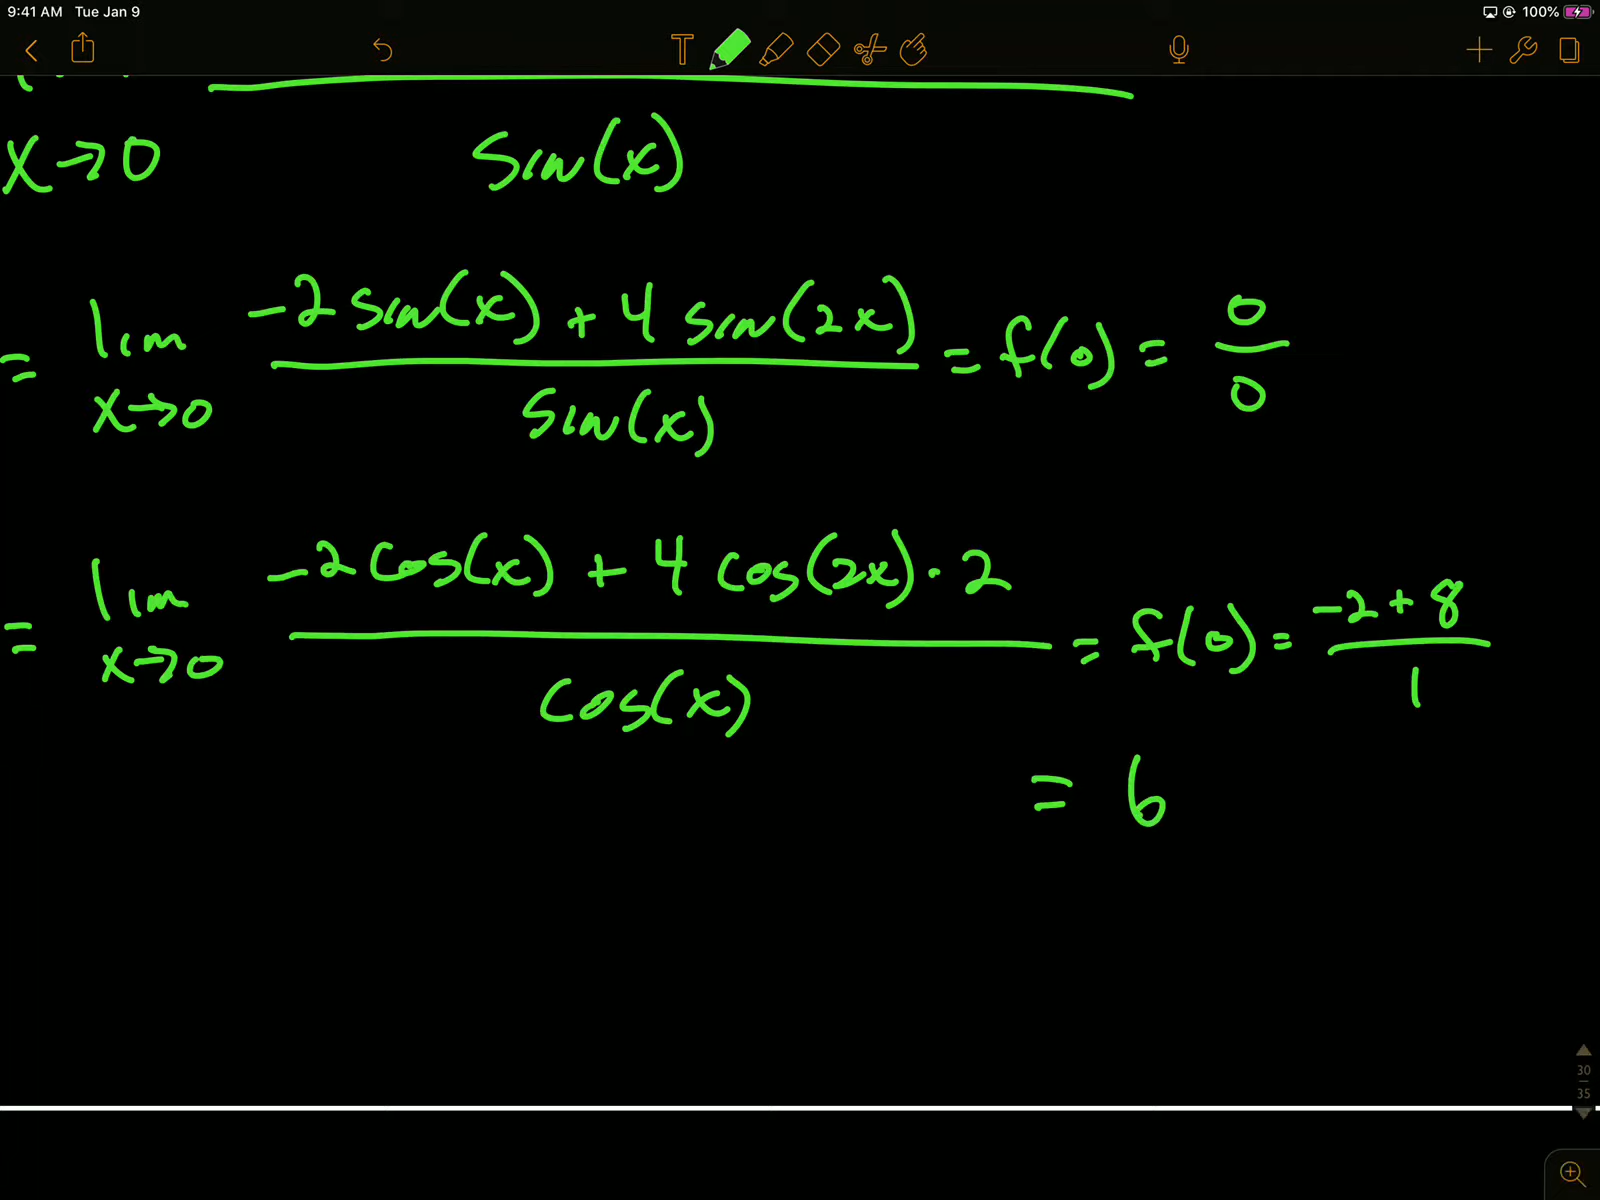 9:41 AM Tue Jan 9 100%
T
x→0 sin(x)
= lim x→0 (-2 sin(x) + 4 sin(2x)) / sin(x) = f(0) = 0/0
= lim x→0 (-2 cos(x) + 4 cos(2x) · 2) / cos(x) = f(0) = (-2 + 8) / 1
= 6
30
35